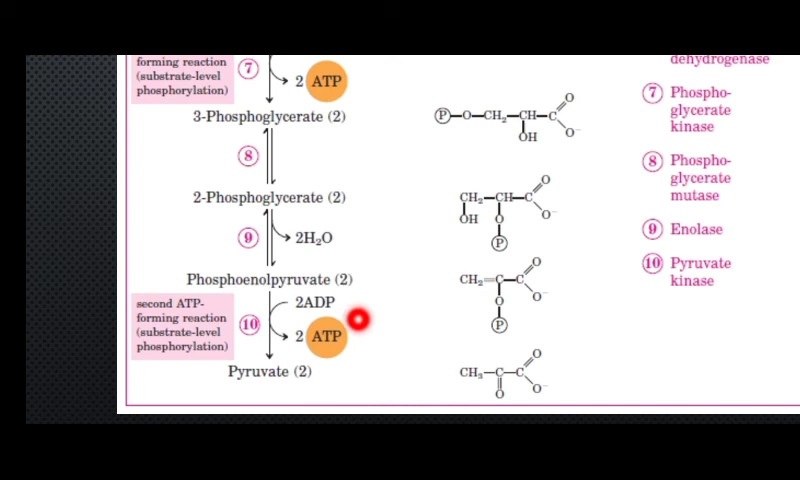 forming reaction
(substrate-level
phosphorylation)
7
2 ATP
3-Phosphoglycerate (2)
8
2-Phosphoglycerate (2)
9
2H₂O
Phosphoenolpyruvate (2)
second ATP-
forming reaction
(substrate-level
phosphorylation)
10
2ADP
2 ATP
Pyruvate (2)
P—O—CH₂—CH—C
O
O⁻
OH
CH₂—CH—C
O
O⁻
OH O
P
CH₂=C—C
O
O⁻
O
P
CH₃—C—C
O
O⁻
O
dehydrogenase
7 Phospho-
glycerate
kinase
8 Phospho-
glycerate
mutase
9 Enolase
10 Pyruvate
kinase